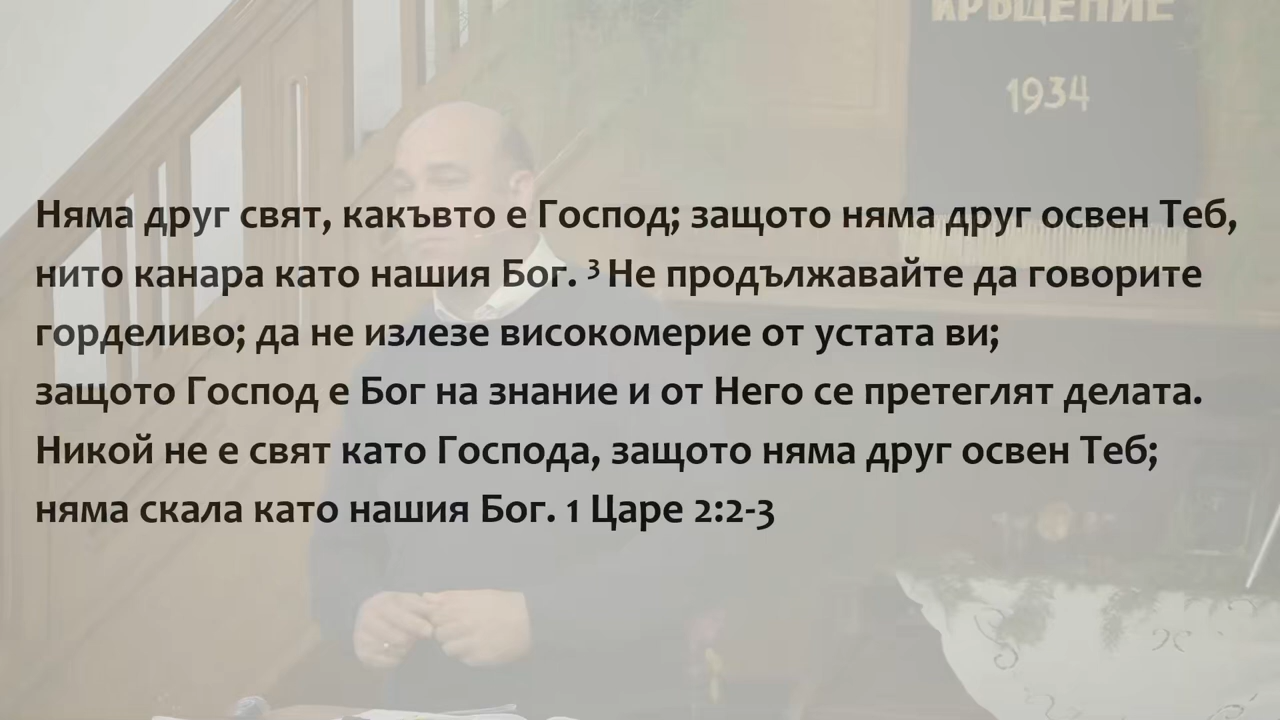 КРЪЩЕНИЕ
1934
Няма друг свят, какъвто е Господ; защото няма друг освен Теб,
нито канара като нашия Бог. ³ Не продължавайте да говорите
горделиво; да не излезе високомерие от устата ви;
защото Господ е Бог на знание и от Него се претеглят делата.
Никой не е свят като Господа, защото няма друг освен Теб;
няма скала като нашия Бог. 1 Царе 2:2-3